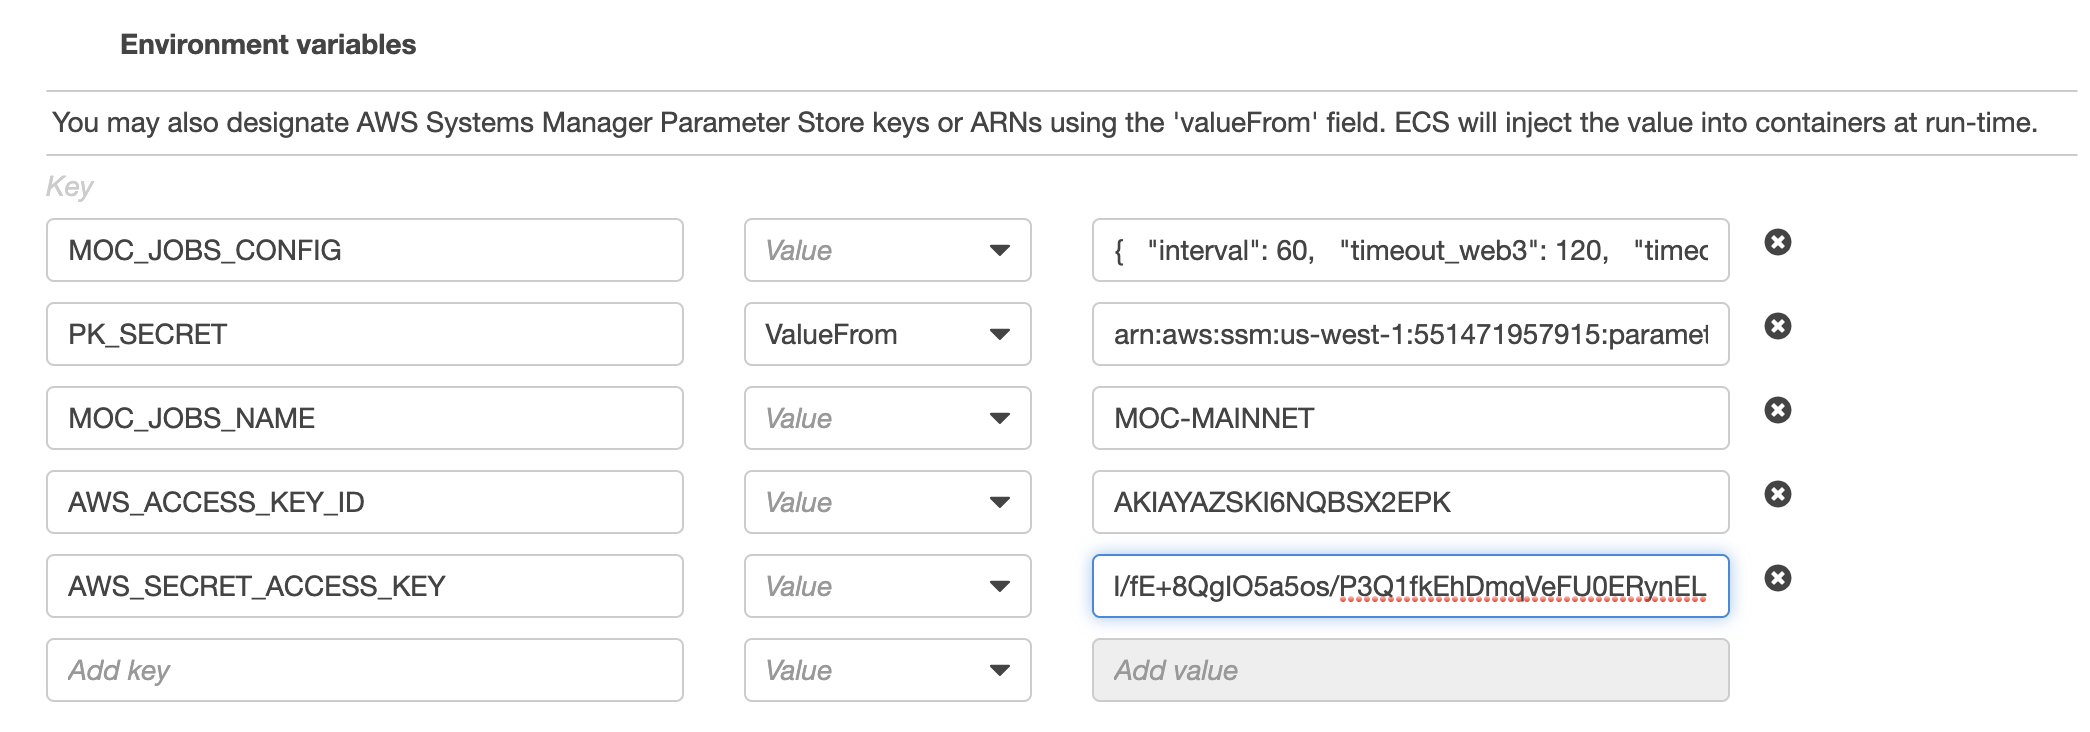 Environment variables
You may also designate AWS Systems Manager Parameter Store keys or ARNs using the 'valueFrom' field. ECS will inject the value into containers at run-time.
Key
MOC_JOBS_CONFIG Value { "interval": 60, "timeout_web3": 120, "timec
PK_SECRET ValueFrom arn:aws:ssm:us-west-1:551471957915:paramet
MOC_JOBS_NAME Value MOC-MAINNET
AWS_ACCESS_KEY_ID Value AKIAYAZSKI6NQBSX2EPK
AWS_SECRET_ACCESS_KEY Value
Add key Value Add value